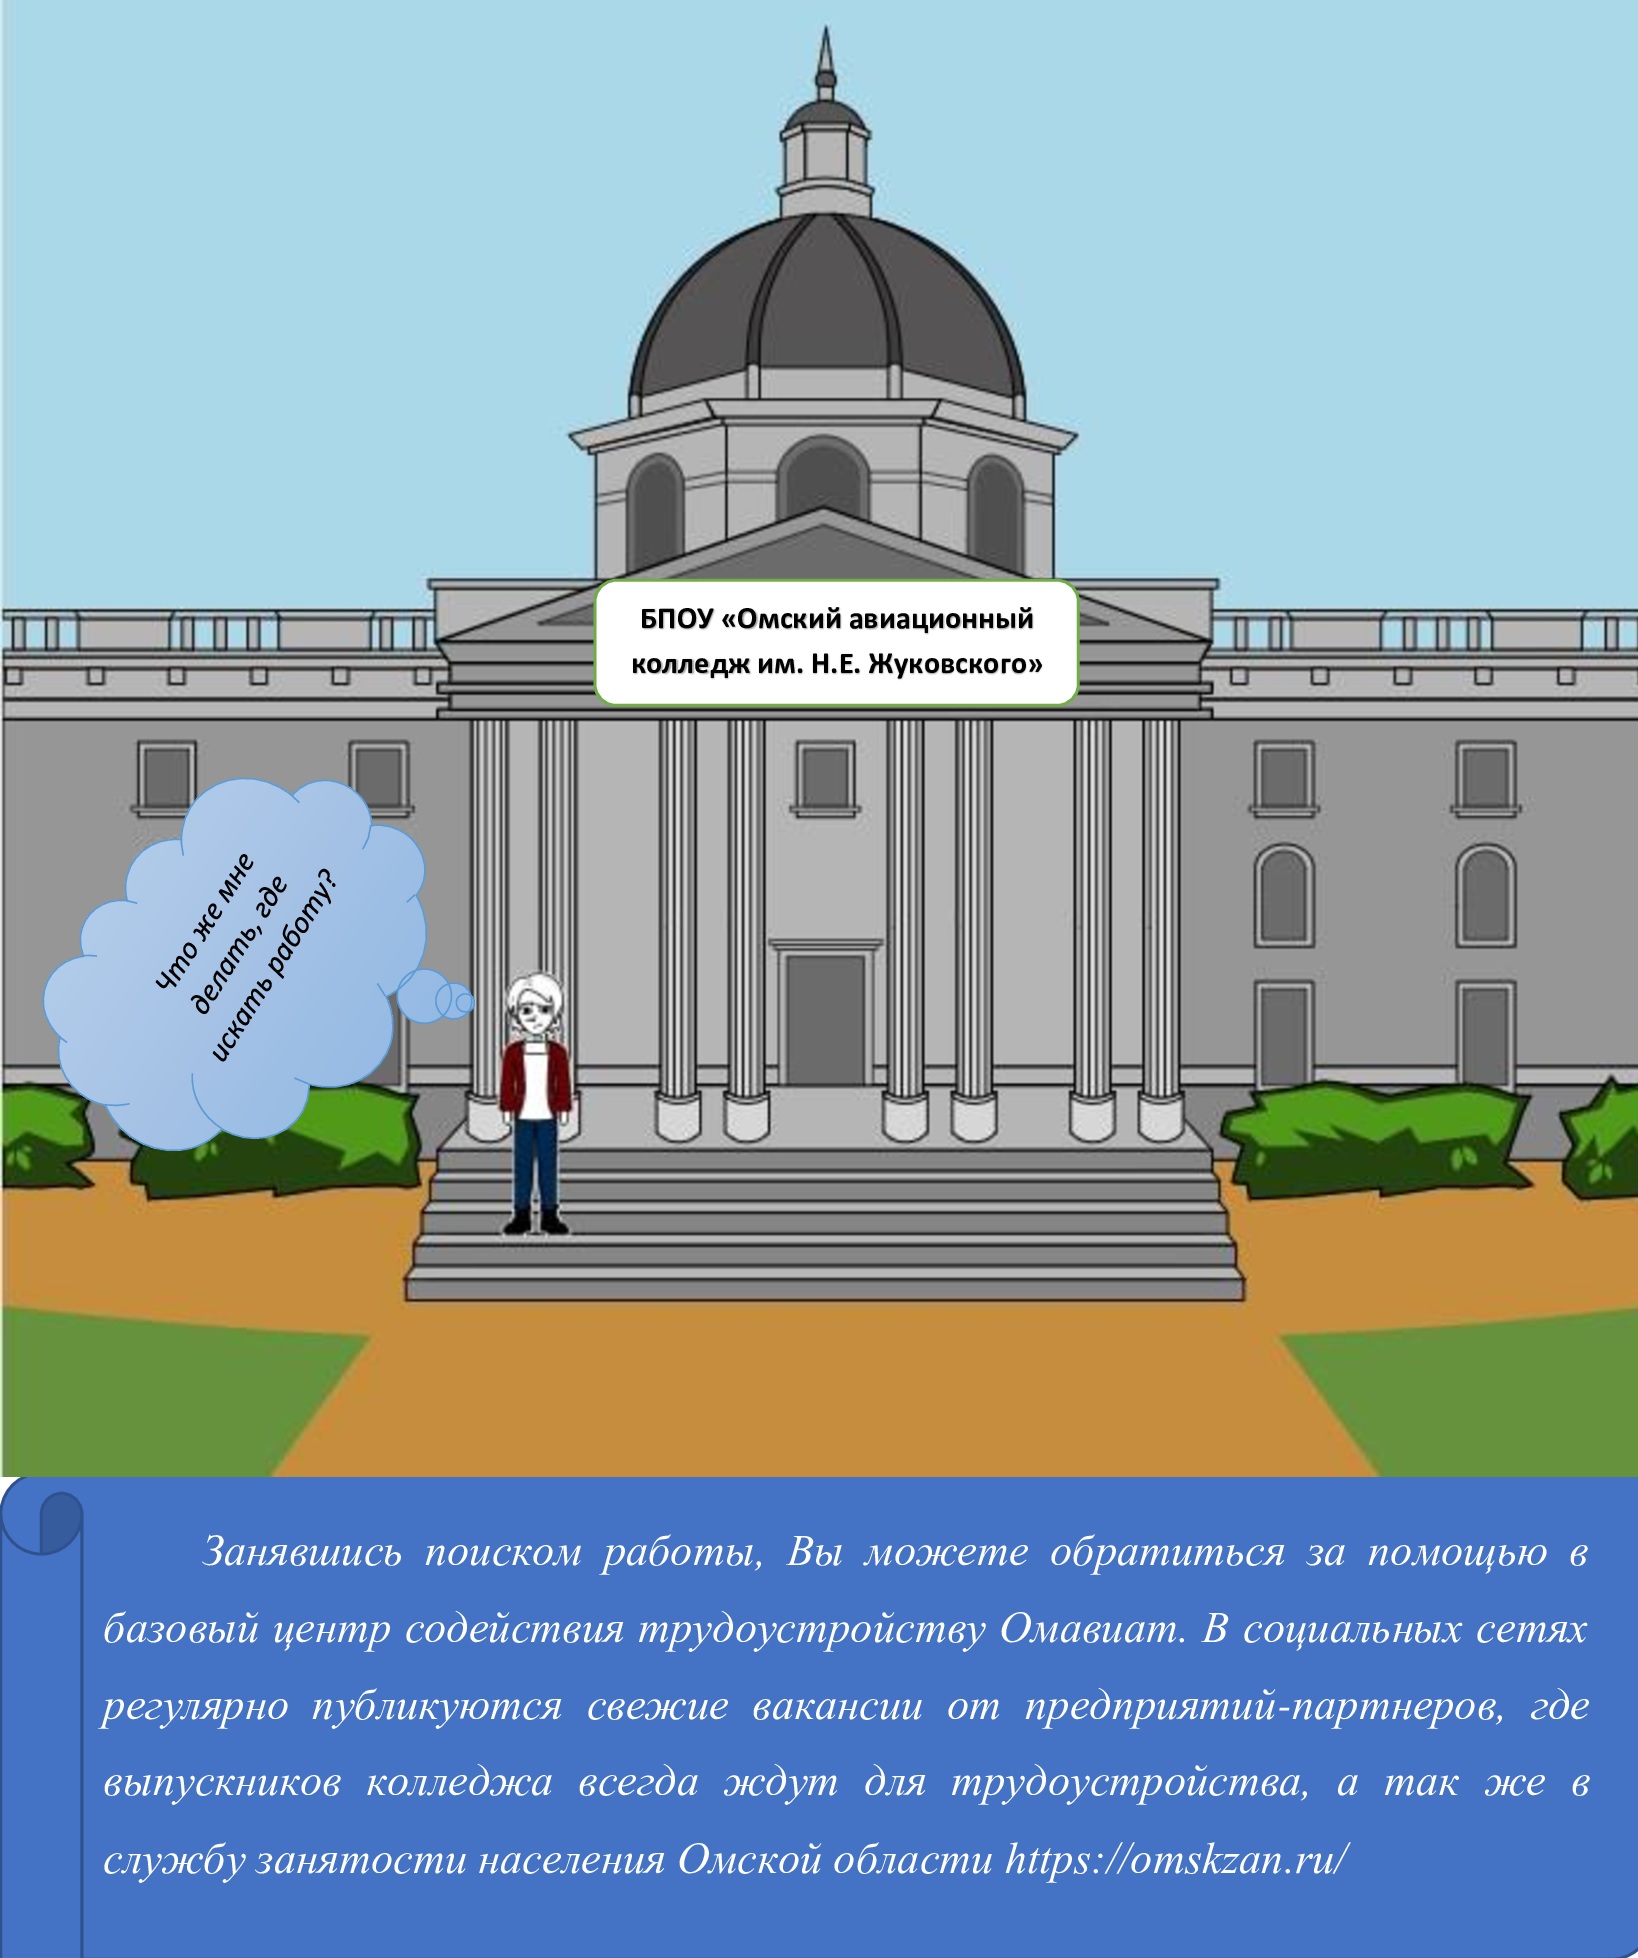 БПОУ «Омский авиационный
колледж им. Н.Е. Жуковского»
Что же мне
делать, где
искать работу?
Занявшись поиском работы, Вы можете обратиться за помощью в
базовый центр содействия трудоустройству Омавиат. В социальных сетях
регулярно публикуются свежие вакансии от предприятий-партнеров, где
выпускников колледжа всегда ждут для трудоустройства, а так же в
службу занятости населения Омской области https://omskzan.ru/